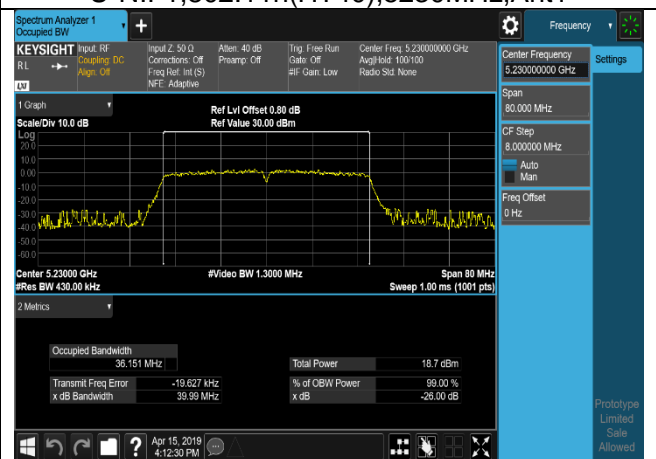 U-NII-1,802.11n(HT40),5230MHz,Ant1
Spectrum Analyzer 1
Occupied BW
Frequency
KEYSIGHT
RL
Input: RF
Coupling: DC
Align: Off
Input Z: 50 Ω
Corrections: Off
Freq Ref: Int (S)
NFE: Adaptive
Atten: 40 dB
Preamp: Off
Trig: Free Run
Gate: Off
#IF Gain: Low
Center Freq: 5.230000000 GHz
Avg|Hold: 100/100
Radio Std: None
Center Frequency
5.230000000 GHz
Settings
Span
80.000 MHz
CF Step
8.000000 MHz
Auto
Man
Freq Offset
0 Hz
1 Graph
Scale/Div 10.0 dB
Ref Lvl Offset 0.80 dB
Ref Value 30.00 dBm
Log
20.0
10.0
0.00
-10.0
-20.0
-30.0
-40.0
-50.0
-60.0
Center 5.23000 GHz
#Video BW 1.3000 MHz
Span 80 MHz
#Res BW 430.00 kHz
Sweep 1.00 ms (1001 pts)
2 Metrics
Occupied Bandwidth
36.151 MHz
Total Power 18.7 dBm
Transmit Freq Error -19.627 kHz
% of OBW Power 99.00 %
x dB Bandwidth 39.99 MHz
x dB -26.00 dB
Prototype
Limited
Sale
Allowed
Apr 15, 2019
4:12:30 PM